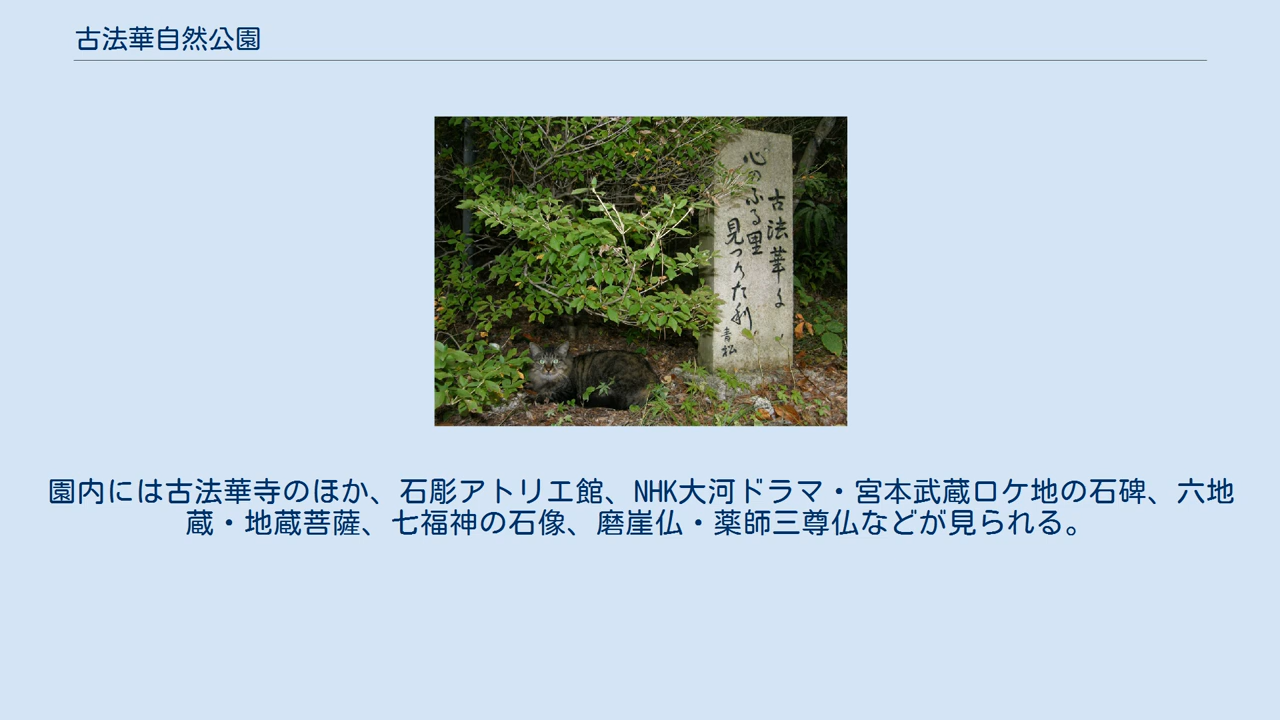 古法華自然公園
古法華よ
心のふる里
見つけた利
青松
園内には古法華寺のほか、石彫アトリエ館、NHK大河ドラマ・宮本武蔵ロケ地の石碑、六地
蔵・地蔵菩薩、七福神の石像、磨崖仏・薬師三尊仏などが見られる。